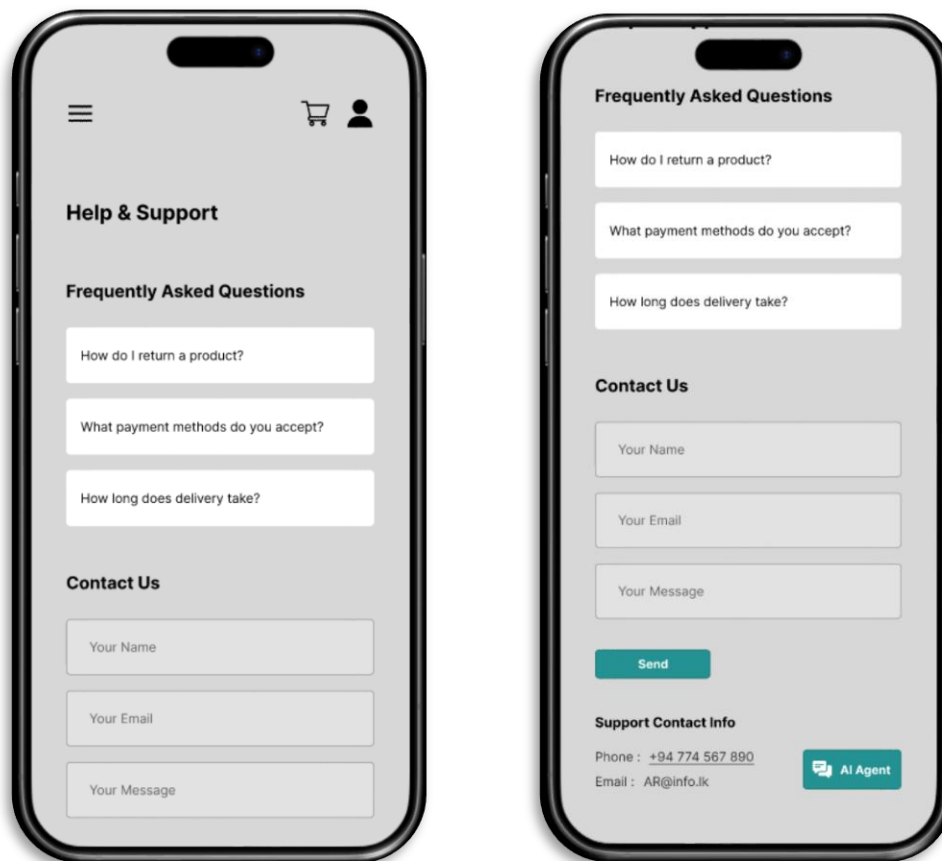 Help & Support
Frequently Asked Questions
How do I return a product?
What payment methods do you accept?
How long does delivery take?
Contact Us
Your Name
Your Email
Your Message
Frequently Asked Questions
How do I return a product?
What payment methods do you accept?
How long does delivery take?
Contact Us
Your Name
Your Email
Your Message
Send
Support Contact Info
Phone : +94 774 567 890
Email : AR@info.lk
AI Agent